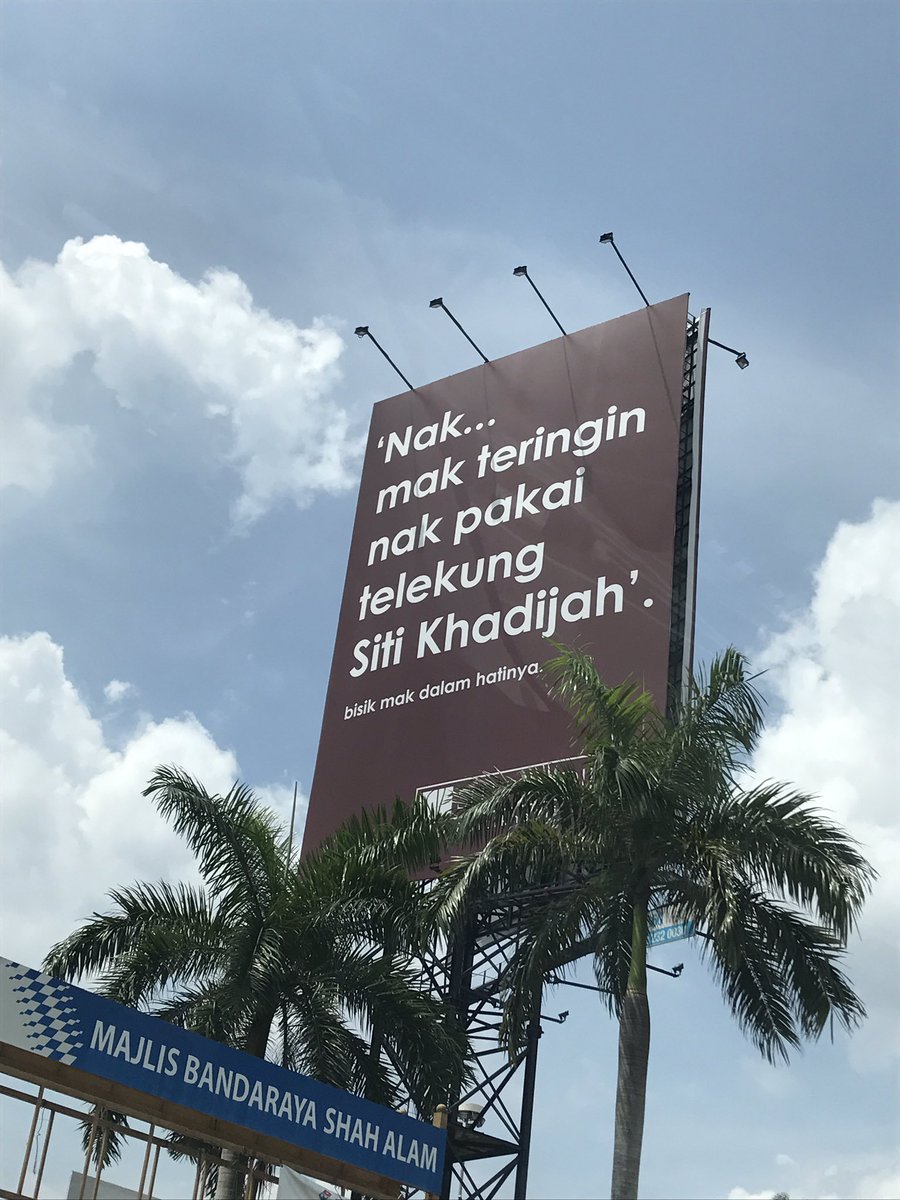 'Nak...
mak teringin
nak pakai
telekung
Siti Khadijah'.
bisik mak dalam hatinya.
MAJLIS BANDARAYA SHAH ALAM